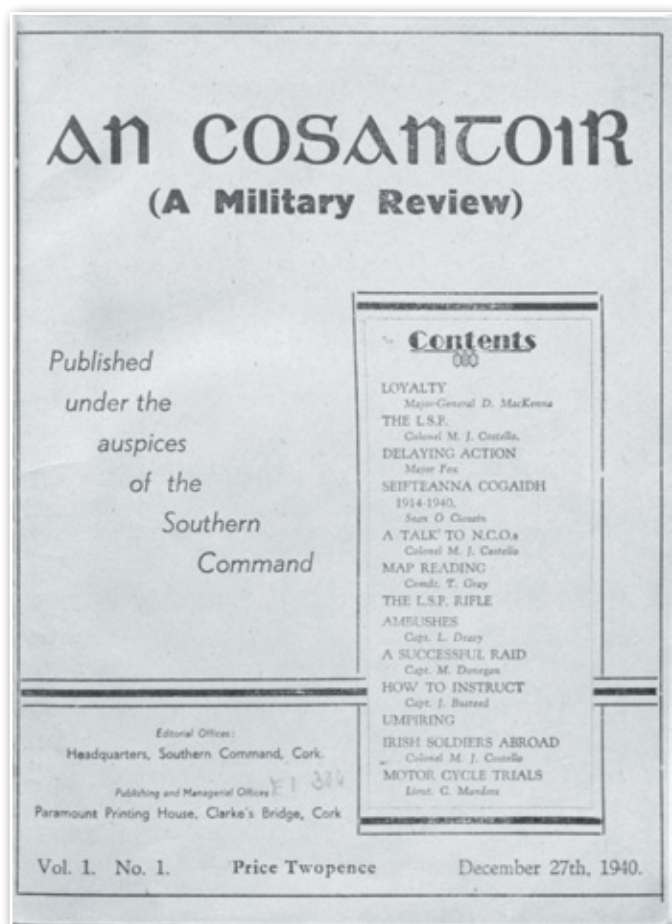 AN COSANTOIR
(A Military Review)
Published
under the
auspices
of the
Southern
Command
Contents
LOYALTY
Major-General D. MacKenna
THE L.S.F.
Colonel M. J. Costello.
DELAYING ACTION
Major Fox
SEIFTEANNA COGAIDH
1914-1940.
Sean O
A TALK TO N.C.O.s
Colonel M. J. Costello
MAP READING
Comdt. T. Gray
THE L.S.F. RIFLE
AMBUSHES
Capt. L. Deasy
A SUCCESSFUL RAID
Capt. M. Donegan
HOW TO INSTRUCT
Capt. J. Busteed
UMPIRING
IRISH SOLDIERS ABROAD
Colonel M. J. Costello
MOTOR CYCLE TRIALS
Lieut. C. Manders
Editorial Offices:
Headquarters, Southern Command, Cork.
Publishing and Managerial Offices
Paramount Printing House, Clarke's Bridge, Cork
Vol. 1. No. 1. Price Twopence December 27th, 1940.